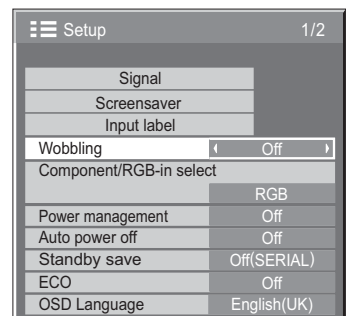 Setup 1/2
Signal
Screensaver
Input label
Wobbling Off
Component/RGB-in select
RGB
Power management Off
Auto power off Off
Standby save Off(SERIAL)
ECO Off
OSD Language English(UK)